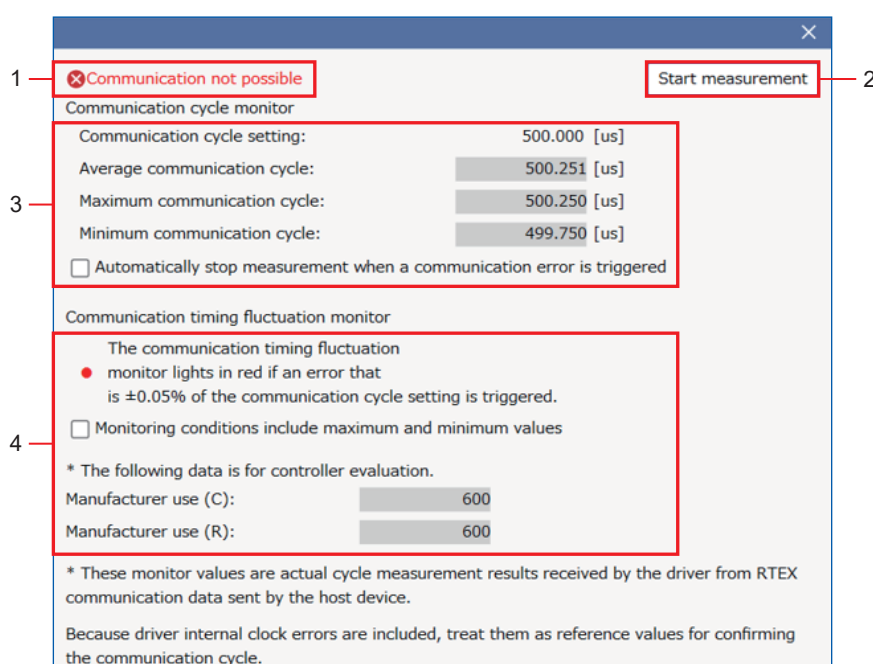 1
Communication not possible
Start measurement
2
Communication cycle monitor
Communication cycle setting: 500.000 [us]
Average communication cycle: 500.251 [us]
3
Maximum communication cycle: 500.250 [us]
Minimum communication cycle: 499.750 [us]
Automatically stop measurement when a communication error is triggered
Communication timing fluctuation monitor
The communication timing fluctuation
monitor lights in red if an error that
is ±0.05% of the communication cycle setting is triggered.
Monitoring conditions include maximum and minimum values
4
* The following data is for controller evaluation.
Manufacturer use (C): 600
Manufacturer use (R): 600
* These monitor values are actual cycle measurement results received by the driver from RTEX
communication data sent by the host device.
Because driver internal clock errors are included, treat them as reference values for confirming
the communication cycle.